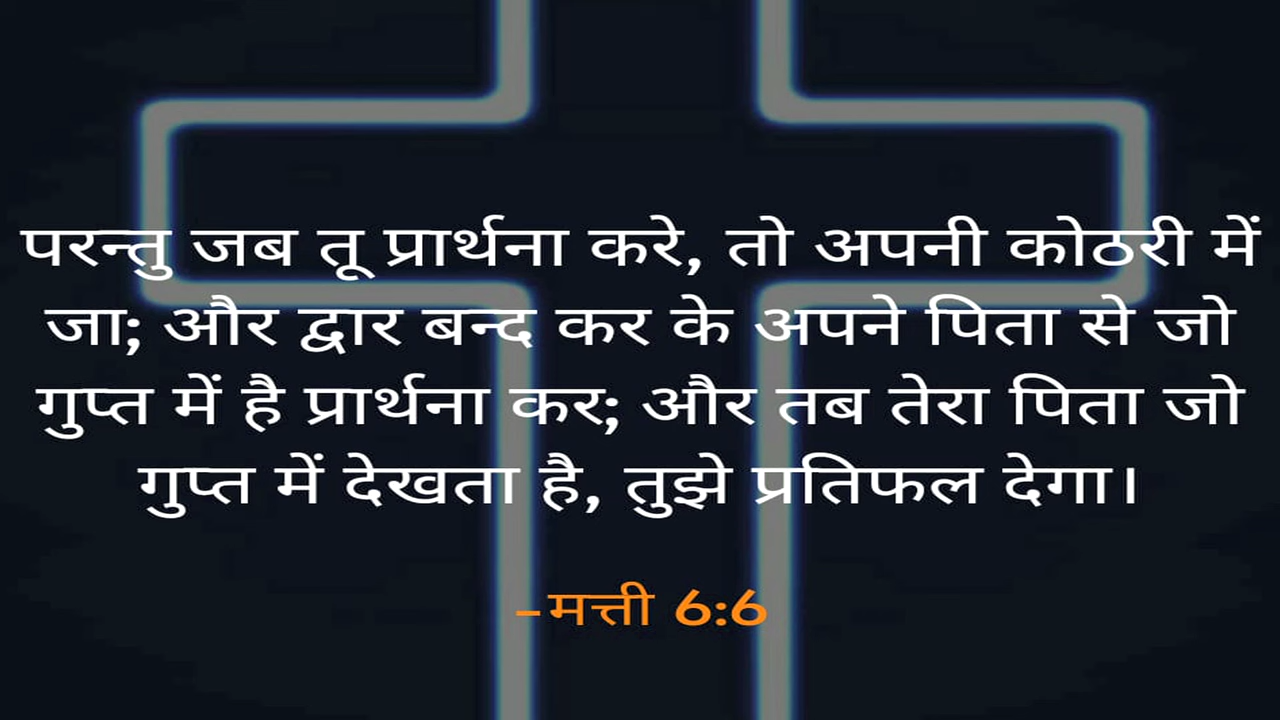 परन्तु जब तू प्रार्थना करे, तो अपनी कोठरी में
जा; और द्वार बन्द कर के अपने पिता से जो
गुप्त में है प्रार्थना कर; और तब तेरा पिता जो
गुप्त में देखता है, तुझे प्रतिफल देगा।
–मत्ती 6:6